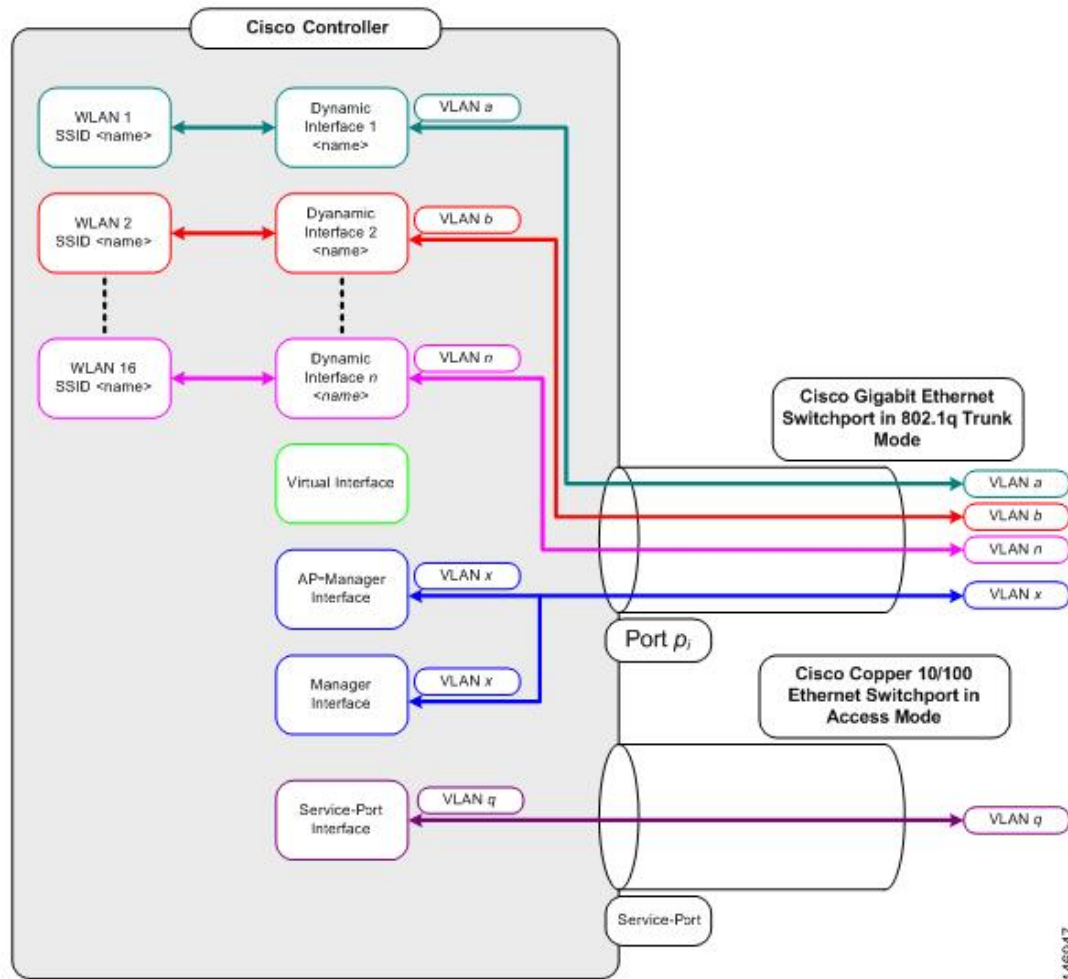 Cisco Controller
WLAN 1
SSID <name>
Dynamic
Interface 1
<name>
VLAN a
WLAN 2
SSID <name>
Dyanamic
Interface 2
<name>
VLAN b
WLAN 16
SSID <name>
Dynamic
Interface n
<name>
VLAN n
Virtual Interface
AP-Manager
Interface
VLAN x
Manager
Interface
VLAN x
Service-Port
Interface
VLAN q
Cisco Gigabit Ethernet
Switchport in 802.1q Trunk
Mode
VLAN a
VLAN b
VLAN n
VLAN x
Port pi
Cisco Copper 10/100
Ethernet Switchport in
Access Mode
VLAN q
Service-Port